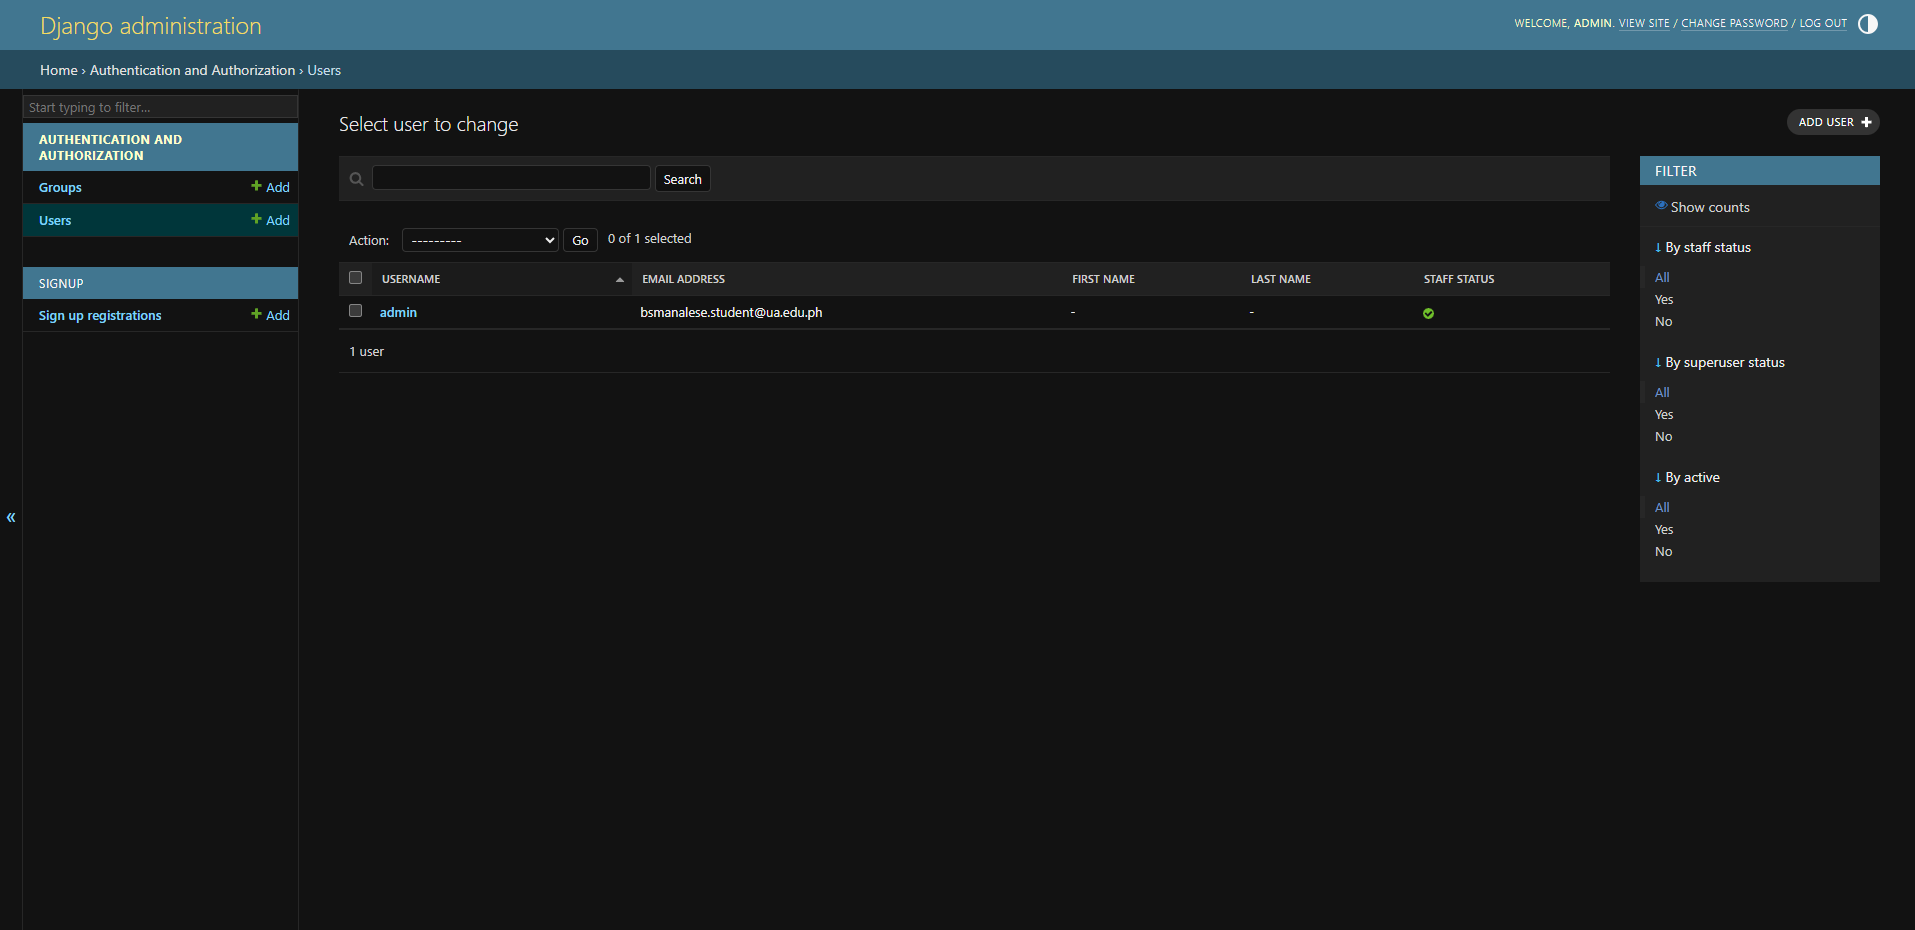 Django administration
WELCOME, ADMIN. VIEW SITE / CHANGE PASSWORD / LOG OUT
Home › Authentication and Authorization › Users
Start typing to filter...
AUTHENTICATION AND
AUTHORIZATION
Groups
Add
Users
Add
SIGNUP
Sign up registrations
Add
«
Select user to change
ADD USER
Search
Action:
---------
Go
0 of 1 selected
USERNAME EMAIL ADDRESS FIRST NAME LAST NAME STAFF STATUS
admin bsmanalese.student@ua.edu.ph - -
1 user
FILTER
Show counts
↓ By staff status
All
Yes
No
↓ By superuser status
All
Yes
No
↓ By active
All
Yes
No